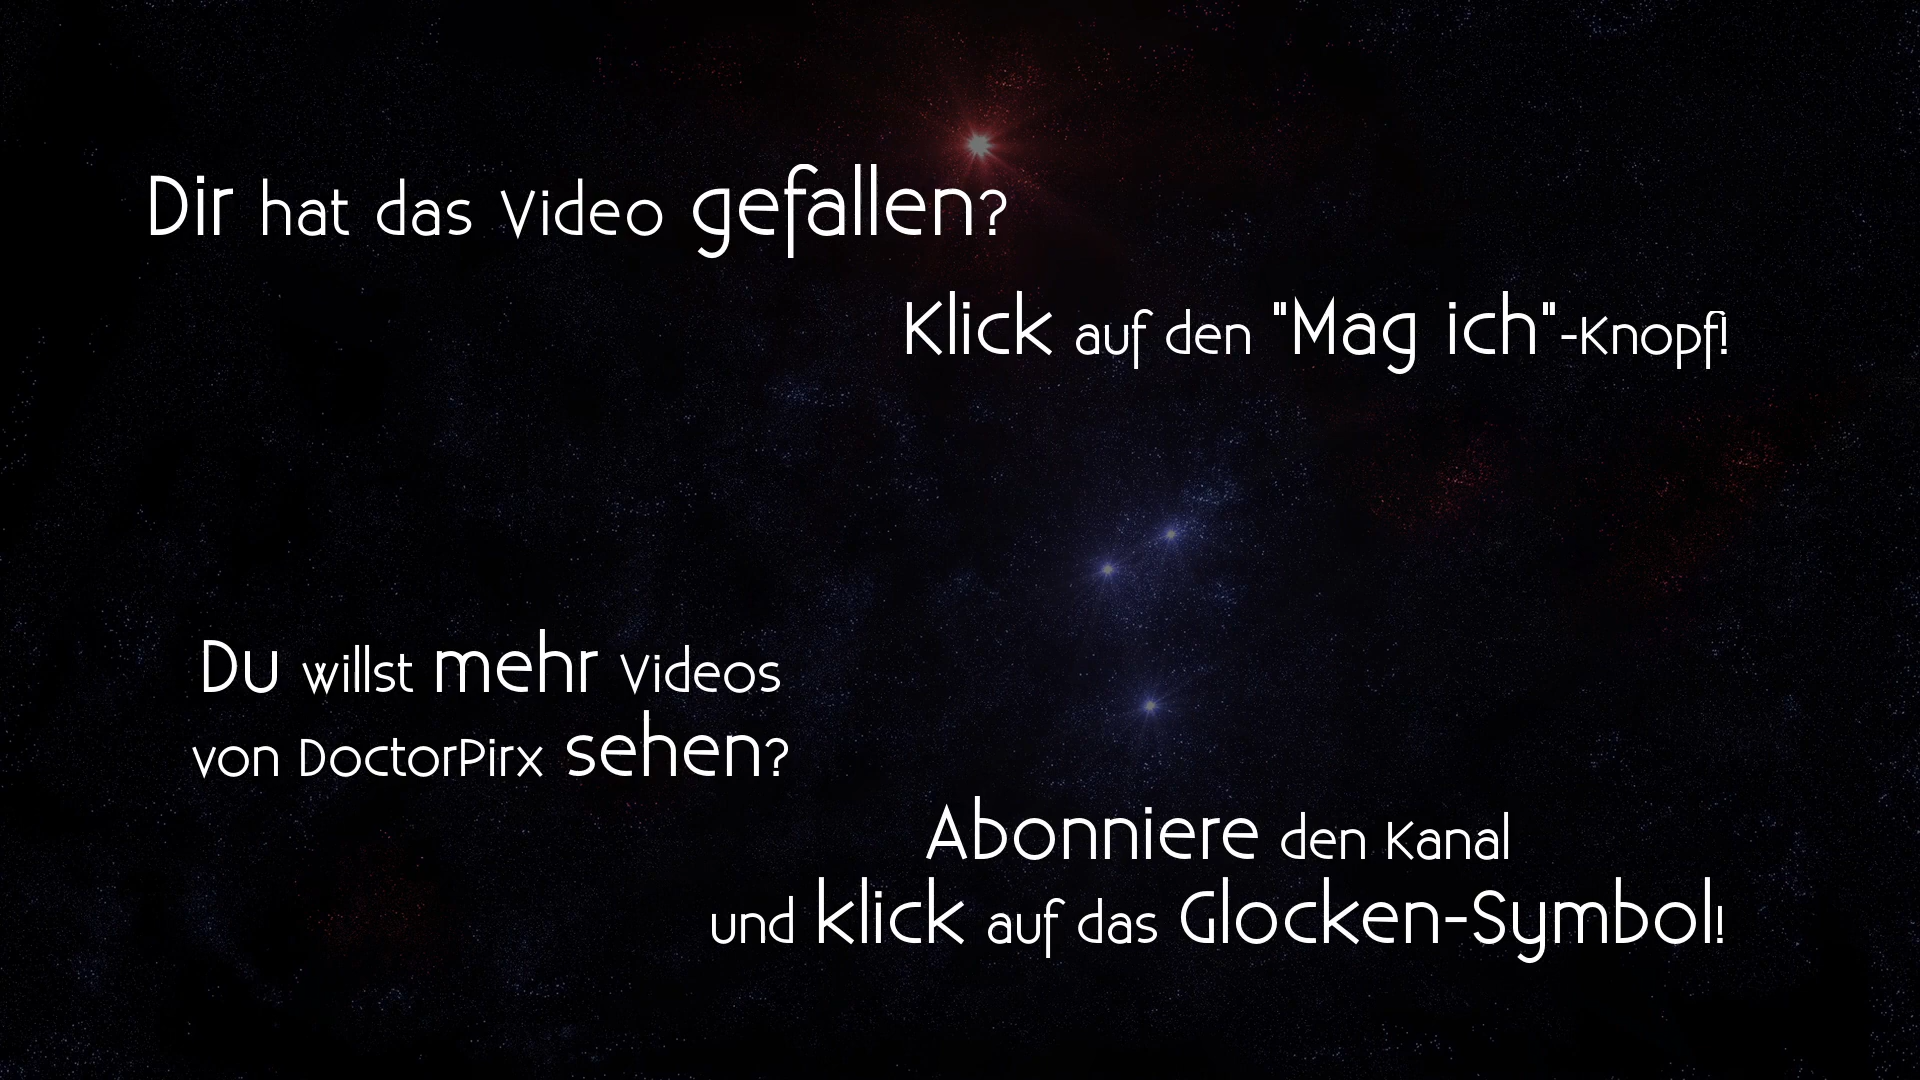 Dir hat das Video gefallen?
Klick auf den "Mag ich"-Knopf!
Du willst mehr Videos
von DoctorPirx sehen?
Abonniere den Kanal
und klick auf das Glocken-Symbol!